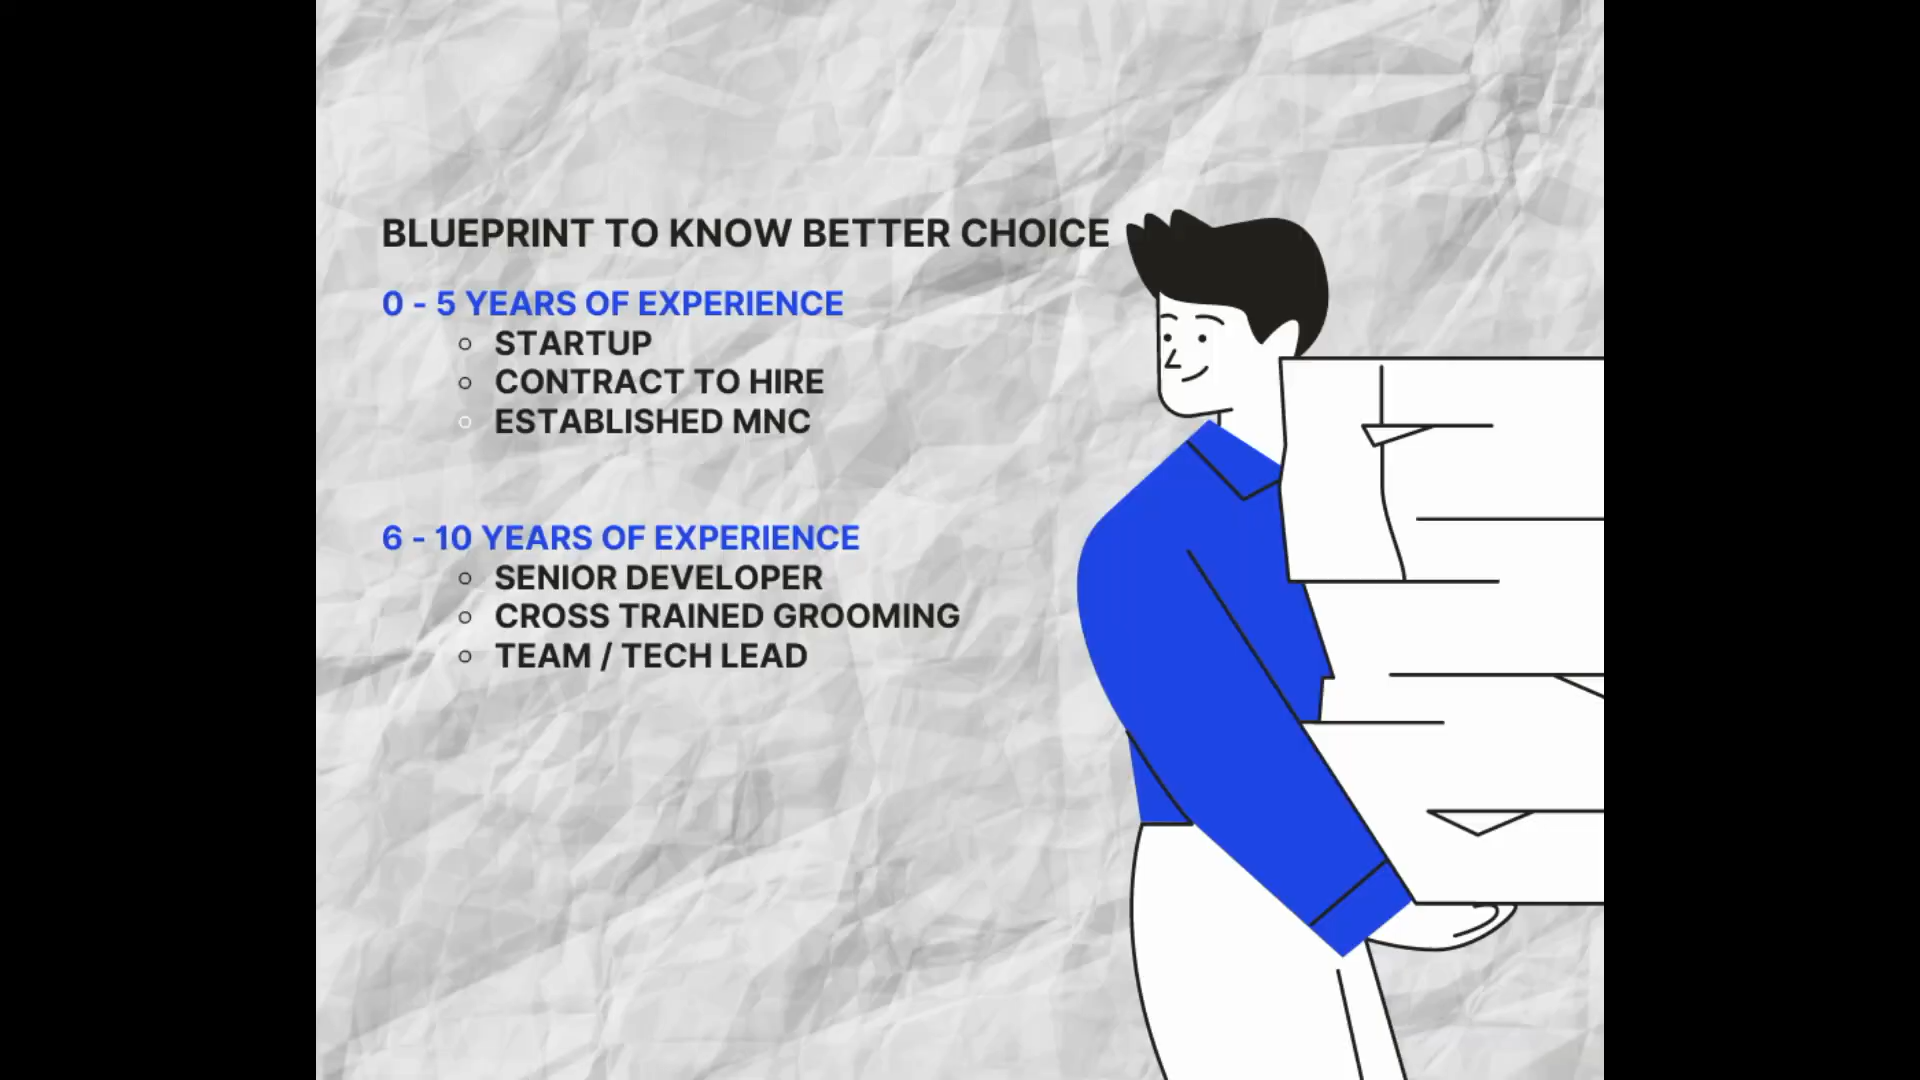 BLUEPRINT TO KNOW BETTER CHOICE
0 - 5 YEARS OF EXPERIENCE
STARTUP
CONTRACT TO HIRE
ESTABLISHED MNC
6 - 10 YEARS OF EXPERIENCE
SENIOR DEVELOPER
CROSS TRAINED GROOMING
TEAM / TECH LEAD